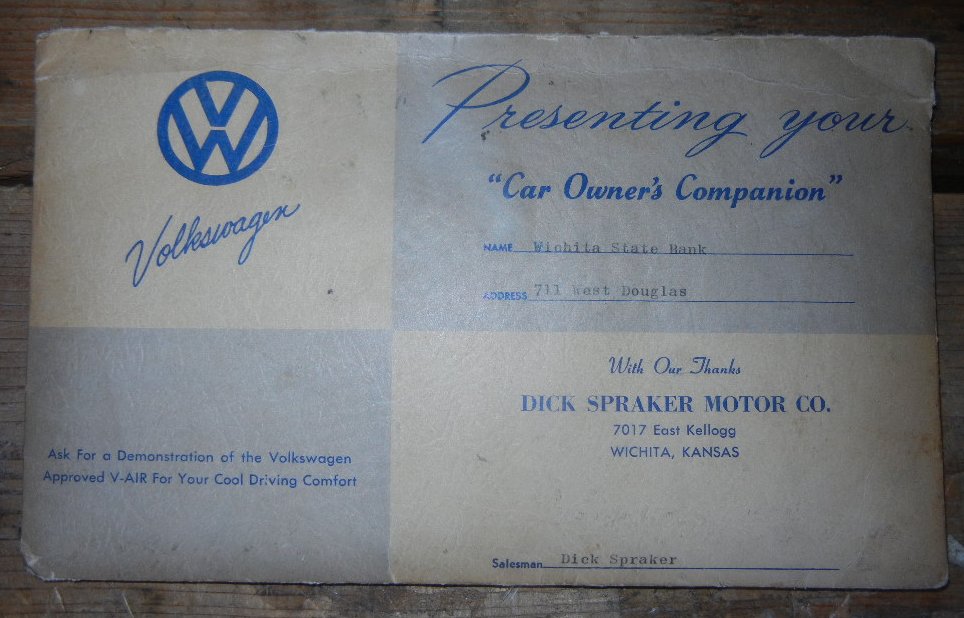 VW
Volkswagen
Presenting your
"Car Owner's Companion"
NAME Wichita State Bank
ADDRESS 711 West Douglas
With Our Thanks
DICK SPRAKER MOTOR CO.
7017 East Kellogg
WICHITA, KANSAS
Ask For a Demonstration of the Volkswagen
Approved V-AIR For Your Cool Driving Comfort
Salesman Dick Spraker